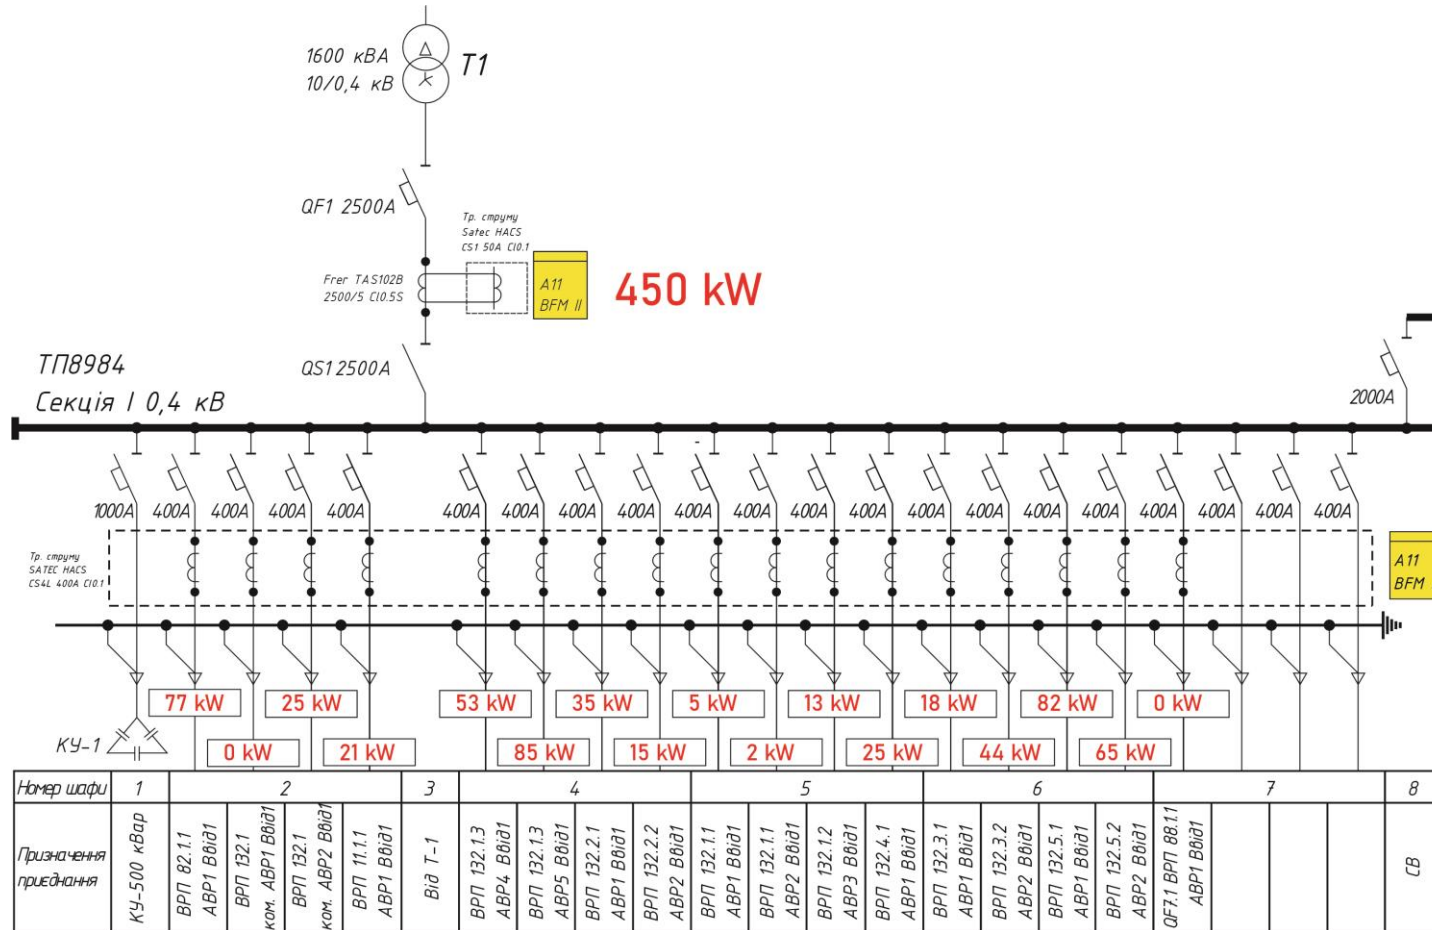 1600 кВА
10/0,4 кВ
T1
QF1 2500A
Тр. струму
Satec HACS
CS1 50A Cl0.1
Frer TAS102B
2500/5 Cl0.5S
A11
BFM II
450 kW
QS1 2500A
ТП8984
Секція I 0,4 кВ
2000A
1000A 400A 400A 400A 400A 400A 400A 400A 400A 400A 400A 400A 400A 400A 400A 400A 400A 400A 400A 400A 400A
Тр. струму
SATEC HACS
CS4L 400A Cl0.1
A11
BFM
77 kW 25 kW 53 kW 35 kW 5 kW 13 kW 18 kW 82 kW 0 kW
КУ-1
0 kW 21 kW 85 kW 15 kW 2 kW 25 kW 44 kW 65 kW
Номер шафи 1 2 3 4 5 6 7 8
Призначення
приєднання
КУ-500 кВар
ВРП 82.1.1
АВР1 Ввід1
ВРП 132.1
ком. АВР1 Ввід1
ВРП 132.1
ком. АВР2 Ввід1
ВРП 11.1.1
АВР1 Ввід1
Від Т-1
ВРП 132.1.3
АВР4 Ввід1
ВРП 132.1.3
АВР5 Ввід1
ВРП 132.2.1
АВР1 Ввід1
ВРП 132.2.2
АВР2 Ввід1
ВРП 132.1.1
АВР1 Ввід1
ВРП 132.1.1
АВР2 Ввід1
ВРП 132.1.2
АВР3 Ввід1
ВРП 132.4.1
АВР1 Ввід1
ВРП 132.3.1
АВР1 Ввід1
ВРП 132.3.2
АВР2 Ввід1
ВРП 132.5.1
АВР1 Ввід1
ВРП 132.5.2
АВР2 Ввід1
QF7.1 ВРП 88.1.1
АВР1 Ввід1
СВ